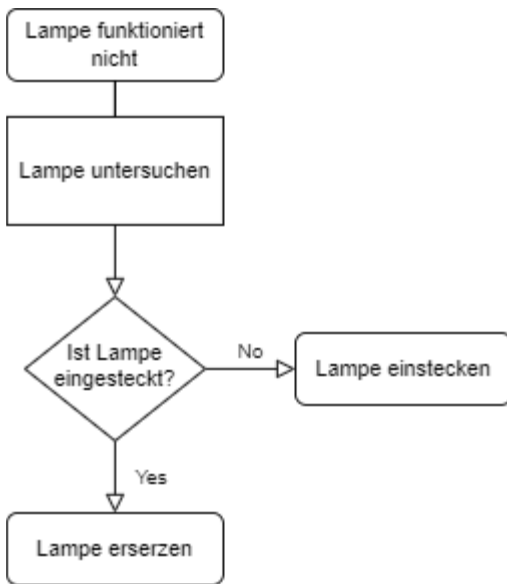 Lampe funktioniert
nicht
Lampe untersuchen
Ist Lampe
eingesteckt?
No
Lampe einstecken
Yes
Lampe erserzen